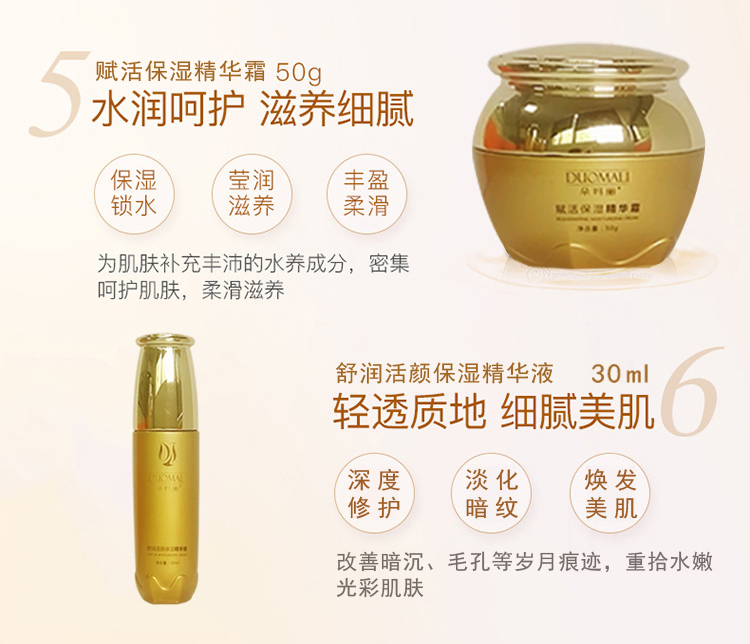 5
赋活保湿精华霜 50g
水润呵护 滋养细腻
保湿
锁水
莹润
滋养
丰盈
柔滑
为肌肤补充丰沛的水养成分，密集
呵护肌肤，柔滑滋养
DUOMALI
朵玛丽
赋活保湿精华霜
净含量：50g
6
舒润活颜保湿精华液 30ml
轻透质地 细腻美肌
深度
修护
淡化
暗纹
焕发
美肌
改善暗沉、毛孔等岁月痕迹，重拾水嫩
光彩肌肤
DUOMALI